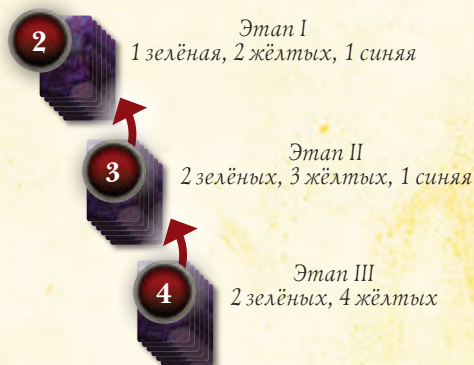 2
Этап I
1 зелёная, 2 жёлтых, 1 синяя
3
Этап II
2 зелёных, 3 жёлтых, 1 синяя
4
Этап III
2 зелёных, 4 жёлтых